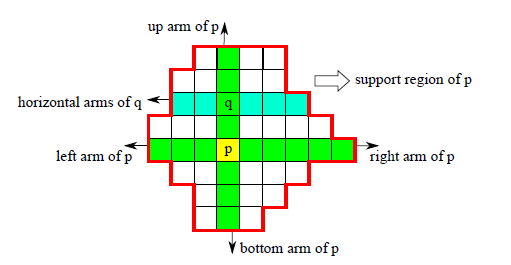 up arm of p
support region of p
horizontal arms of q
q
left arm of p
p
right arm of p
bottom arm of p